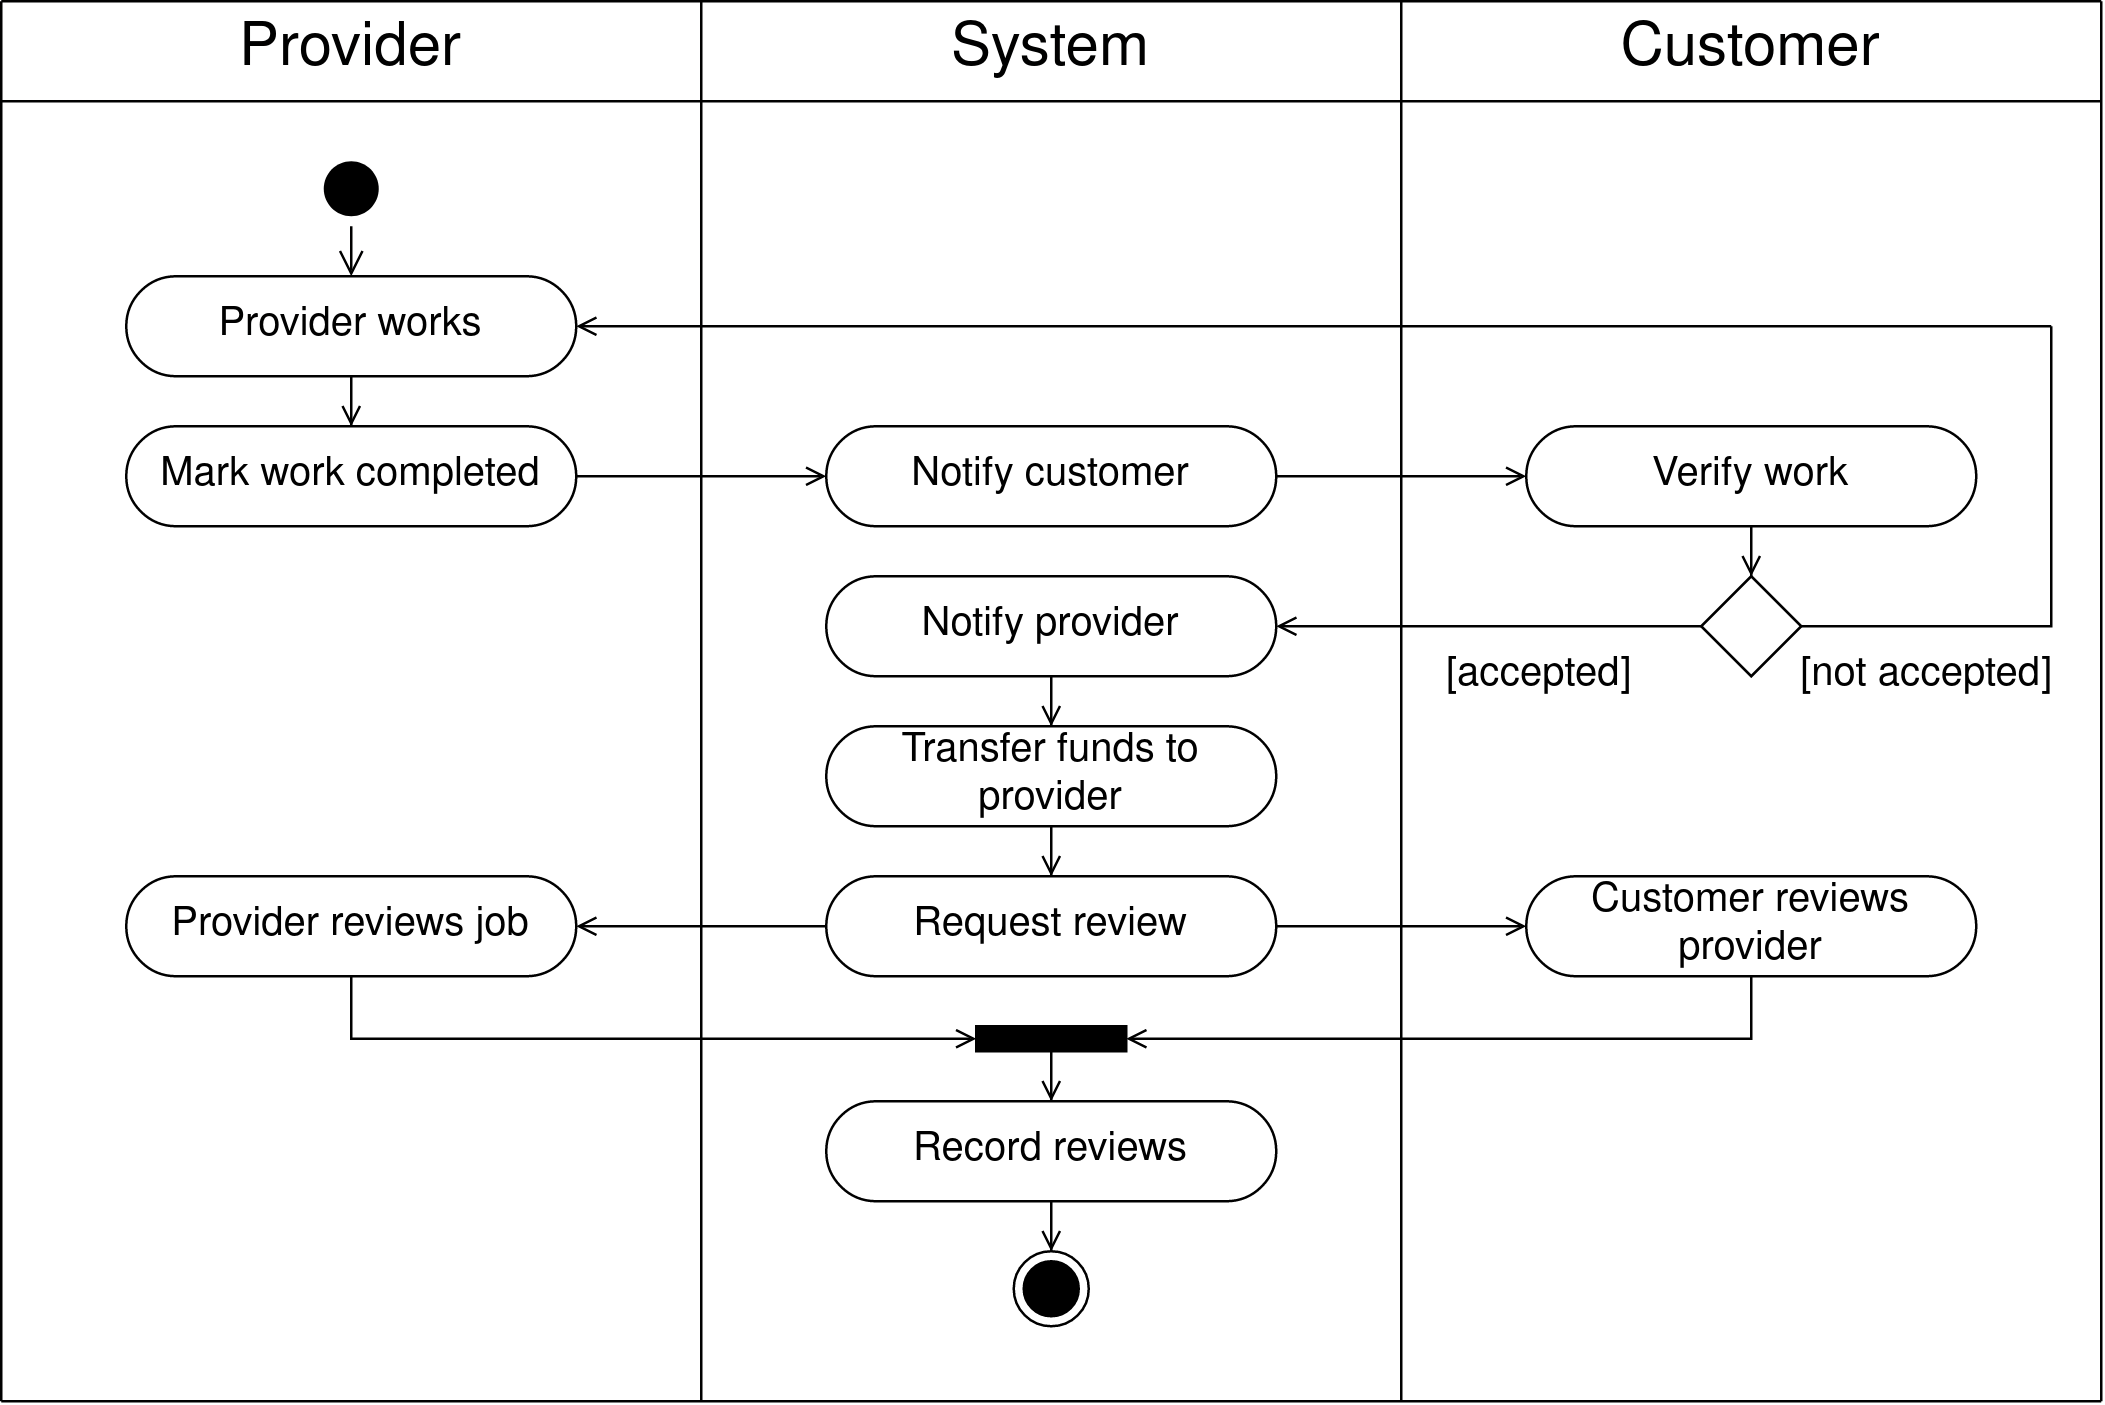 Provider
System
Customer
Provider works
Mark work completed
Notify customer
Verify work
Notify provider
[accepted]
[not accepted]
Transfer funds to
provider
Provider reviews job
Request review
Customer reviews
provider
Record reviews